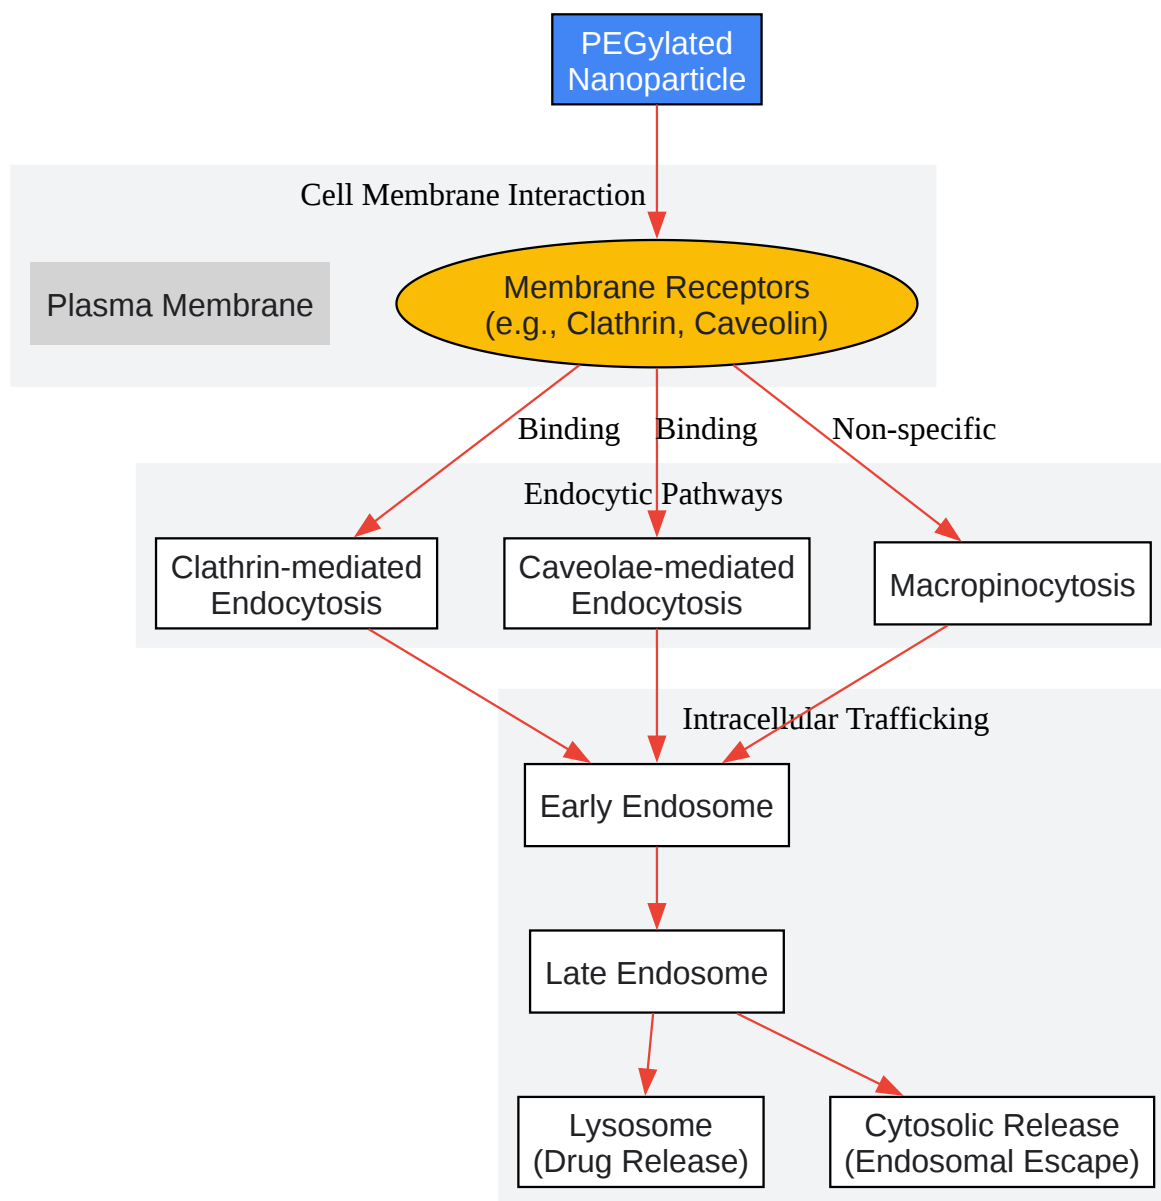 PEGylated
Nanoparticle
Cell Membrane Interaction
Plasma Membrane
Membrane Receptors
(e.g., Clathrin, Caveolin)
Binding
Binding
Non-specific
Endocytic Pathways
Clathrin-mediated
Endocytosis
Caveolae-mediated
Endocytosis
Macropinocytosis
Intracellular Trafficking
Early Endosome
Late Endosome
Lysosome
(Drug Release)
Cytosolic Release
(Endosomal Escape)